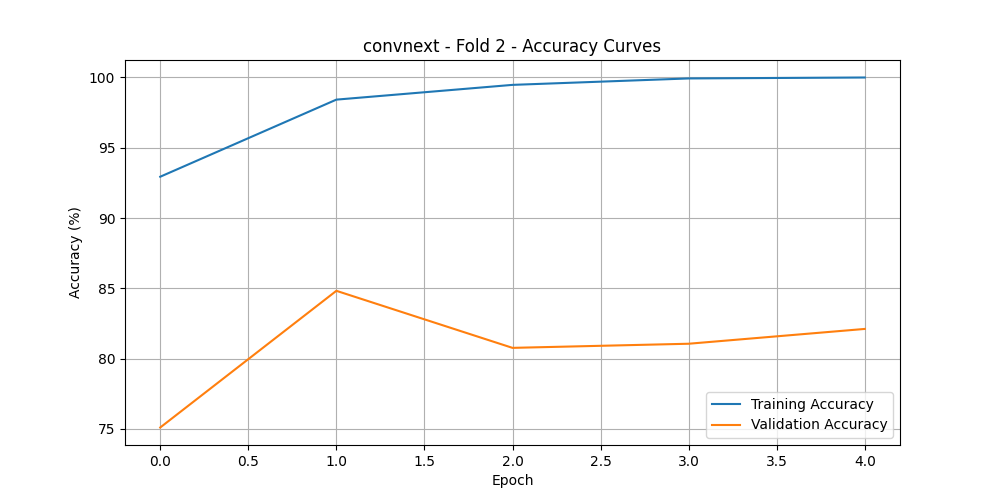 convnext - Fold 2 - Accuracy Curves
Accuracy (%)
100
95
90
85
80
75
Training Accuracy
Validation Accuracy
0.0 0.5 1.0 1.5 2.0 2.5 3.0 3.5 4.0
Epoch